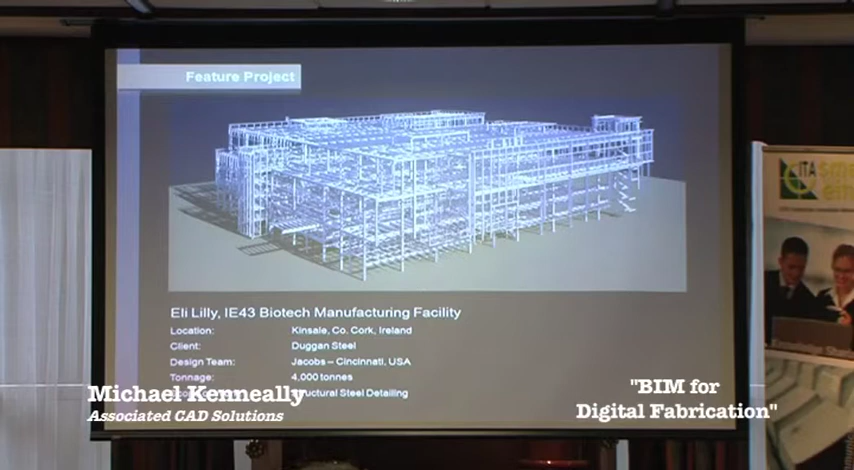 Feature Project
Eli Lilly, IE43 Biotech Manufacturing Facility
Location: Kinsale, Co. Cork, Ireland
Client: Duggan Steel
Design Team: Jacobs – Cincinnati, USA
Tonnage: 4,000 tonnes
Steel Detailing
Michael Kenneally
Associated CAD Solutions
"BIM for
Digital Fabrication"
CITA